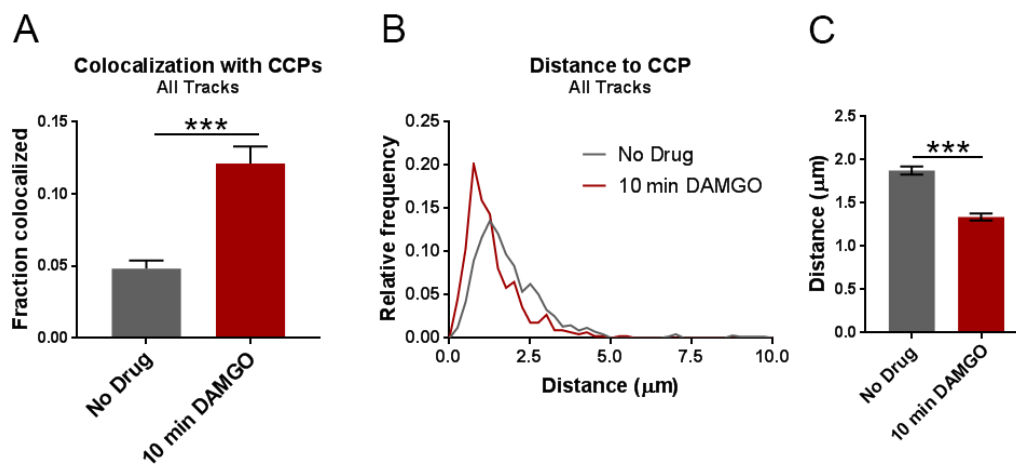 A
Colocalization with CCPs
All Tracks
Fraction colocalized
0.15
0.10
0.05
0.00
***
No Drug
10 min DAMGO
B
Distance to CCP
All Tracks
Relative frequency
0.25
0.20
0.15
0.10
0.05
0.00
No Drug
10 min DAMGO
0.0
2.5
5.0
7.5
10.0
Distance (μm)
C
Distance (μm)
2.5
2.0
1.5
1.0
0.5
0.0
***
No Drug
10 min DAMGO